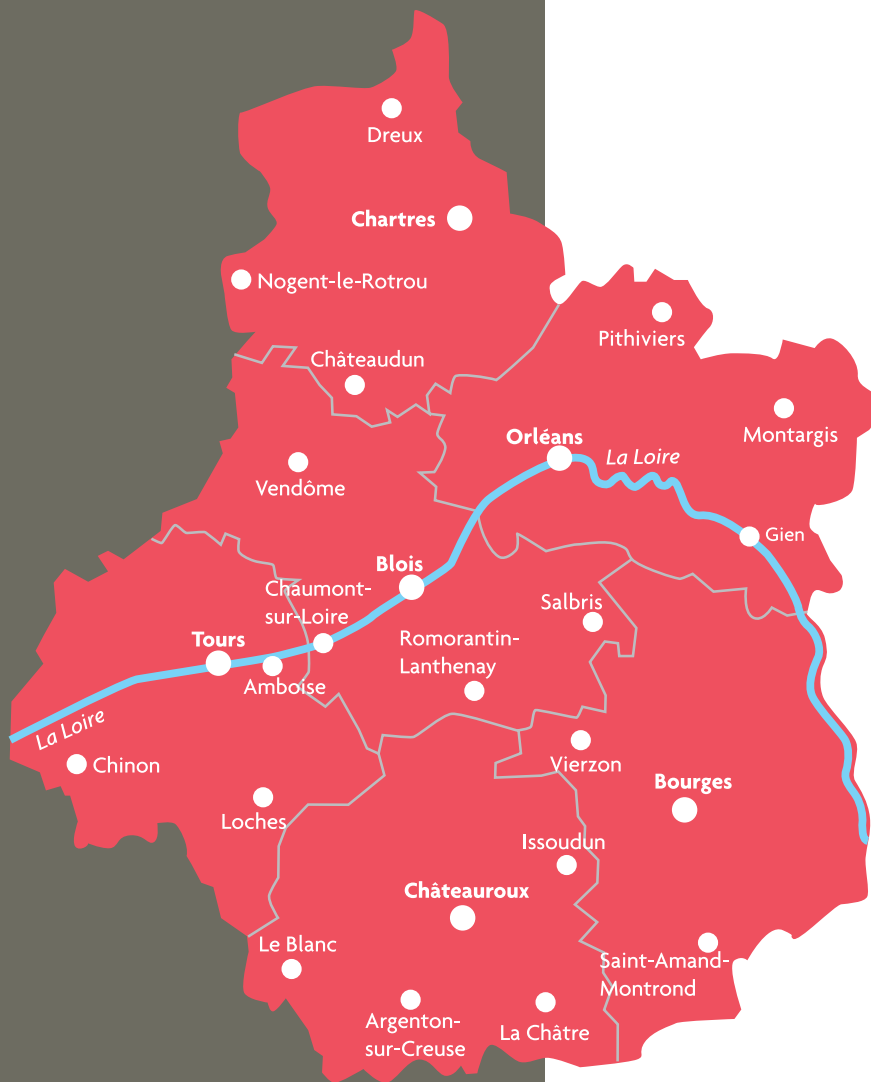 Dreux
Chartres
Nogent-le-Rotrou
Pithiviers
Châteaudun
Montargis
Orléans
La Loire
Vendôme
Gien
Blois
Chaumont-
sur-Loire
Salbris
Tours
Romorantin-
Lanthenay
Amboise
La Loire
Chinon
Vierzon
Bourges
Loches
Issoudun
Châteauroux
Le Blanc
Saint-Amand-
Montrond
Argenton-
sur-Creuse
La Châtre